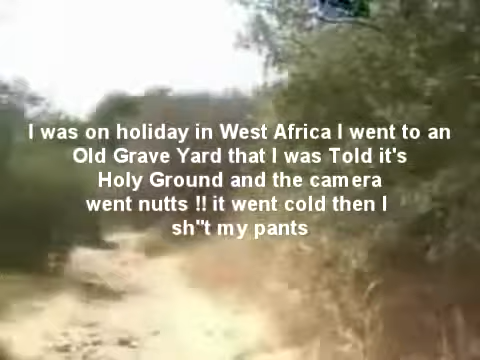 I was on holiday in West Africa I went to an
Old Grave Yard that I was Told it's
Holy Ground and the camera
went nutts !! it went cold then I
sh"t my pants